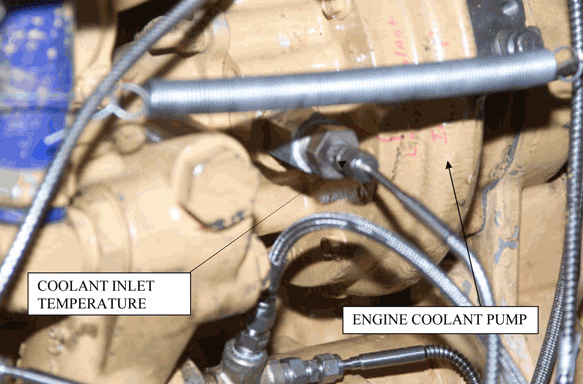 COOLANT INLET
TEMPERATURE
ENGINE COOLANT PUMP